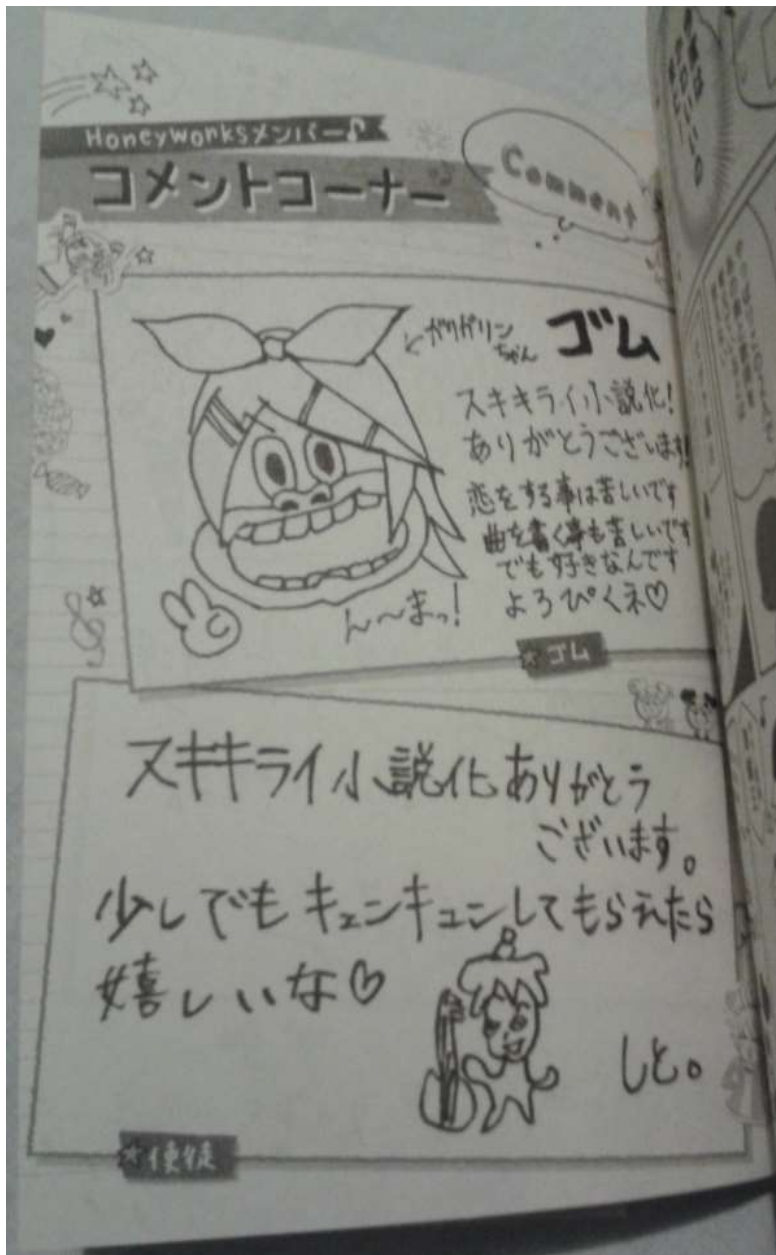 HoneyWorksメンバー♪
コメントコーナー
Comment
←ガリガリン
ちゃん
ゴム
スキキライ小説化!
ありがとうございます!
恋をする事は苦しいです
曲を書く事も苦しいです
でも好きなんです
よろぴくネ♡
ん~まっ!
☆ゴム
スキキライ小説化ありがとう
ございます。
少しでもキュンキュンしてもらえたら
嬉しいな♡
しと。
☆使徒